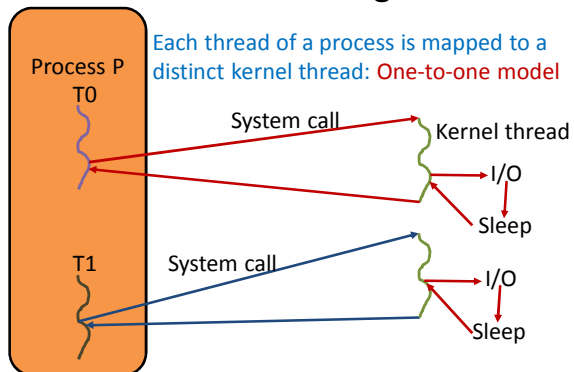 Each thread of a process is mapped to a
distinct kernel thread: One-to-one model
Process P
T0
System call
Kernel thread
I/O
Sleep
T1
System call
I/O
Sleep